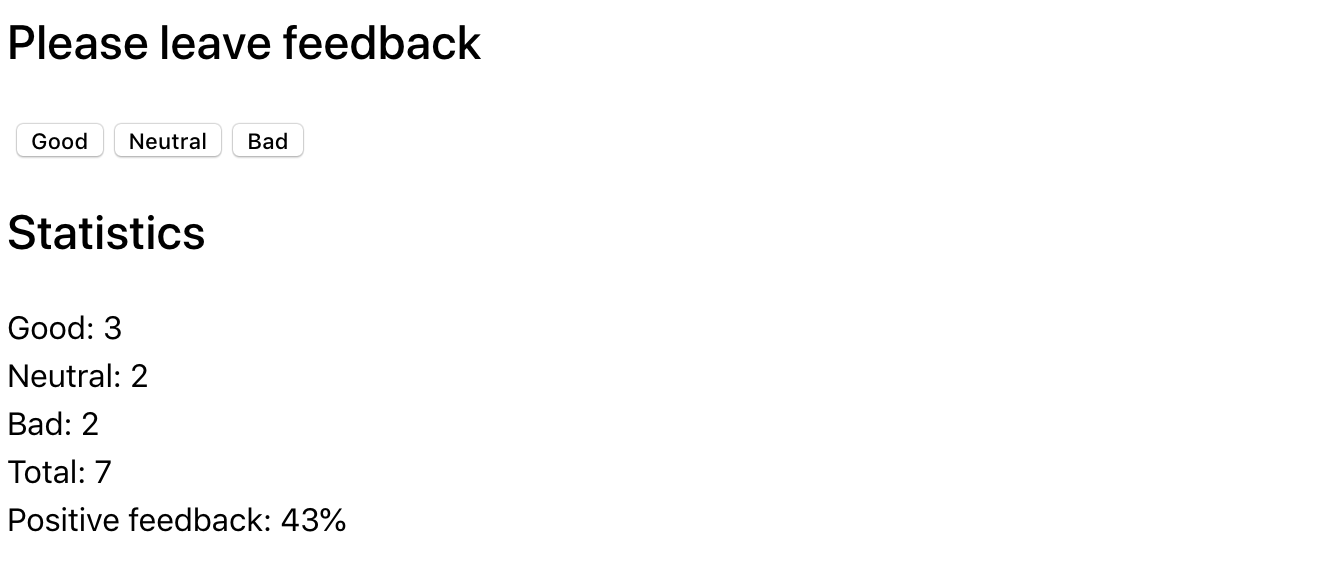 Please leave feedback
Good Neutral Bad
Statistics
Good: 3
Neutral: 2
Bad: 2
Total: 7
Positive feedback: 43%